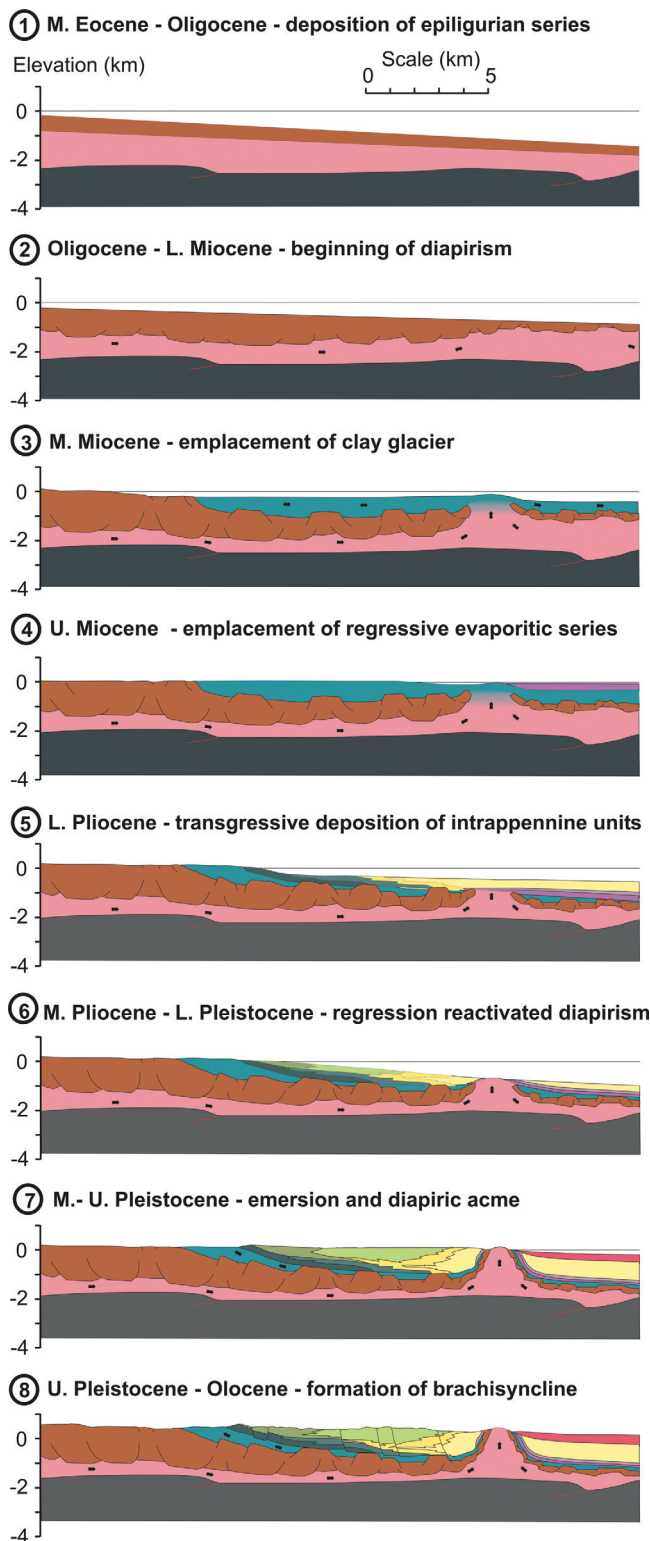 1 M. Eocene - Oligocene - deposition of epiligurian series
Elevation (km)
Scale (km)
0 5
0
-2
-4
2 Oligocene - L. Miocene - beginning of diapirism
0
-2
-4
3 M. Miocene - emplacement of clay glacier
0
-2
-4
4 U. Miocene - emplacement of regressive evaporitic series
0
-2
-4
5 L. Pliocene - transgressive deposition of intrappennine units
0
-2
-4
6 M. Pliocene - L. Pleistocene - regression reactivated diapirism
0
-2
-4
7 M.- U. Pleistocene - emersion and diapiric acme
0
-2
-4
8 U. Pleistocene - Olocene - formation of brachisyncline
0
-2
-4